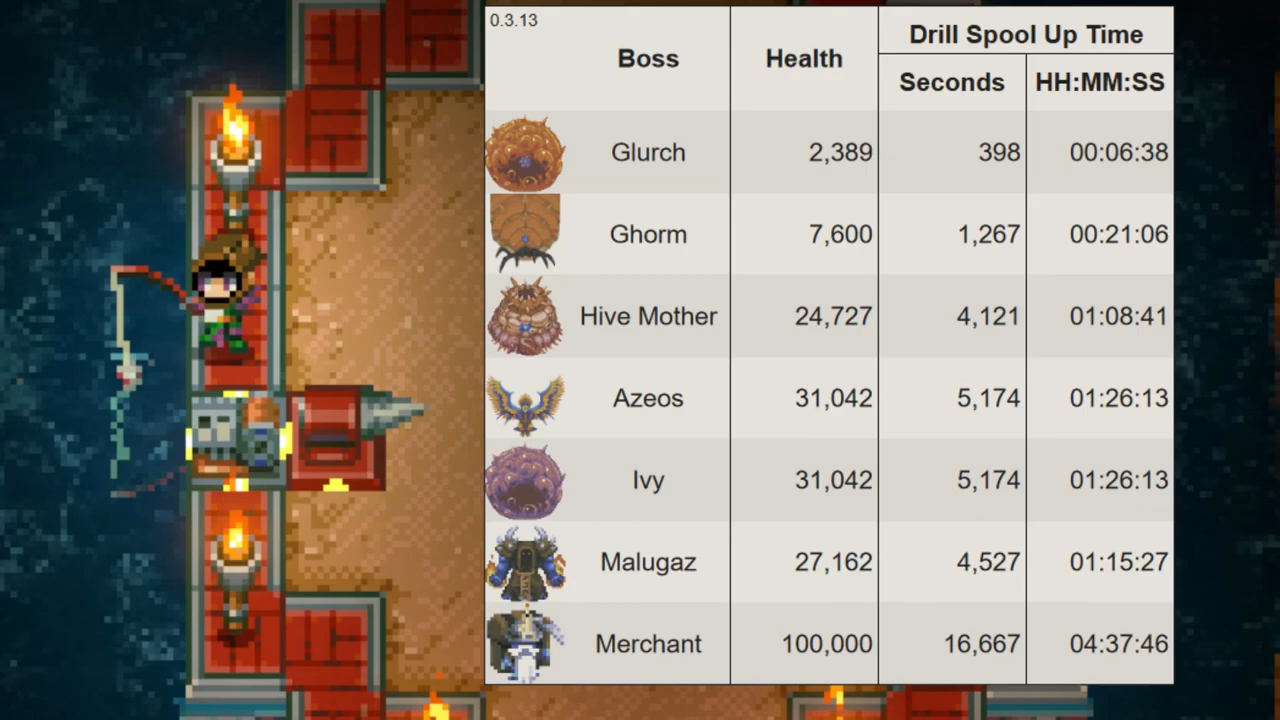 0.3.13
Boss Health Drill Spool Up Time
Seconds HH:MM:SS
Glurch 2,389 398 00:06:38
Ghorm 7,600 1,267 00:21:06
Hive Mother 24,727 4,121 01:08:41
Azeos 31,042 5,174 01:26:13
Ivy 31,042 5,174 01:26:13
Malugaz 27,162 4,527 01:15:27
Merchant 100,000 16,667 04:37:46